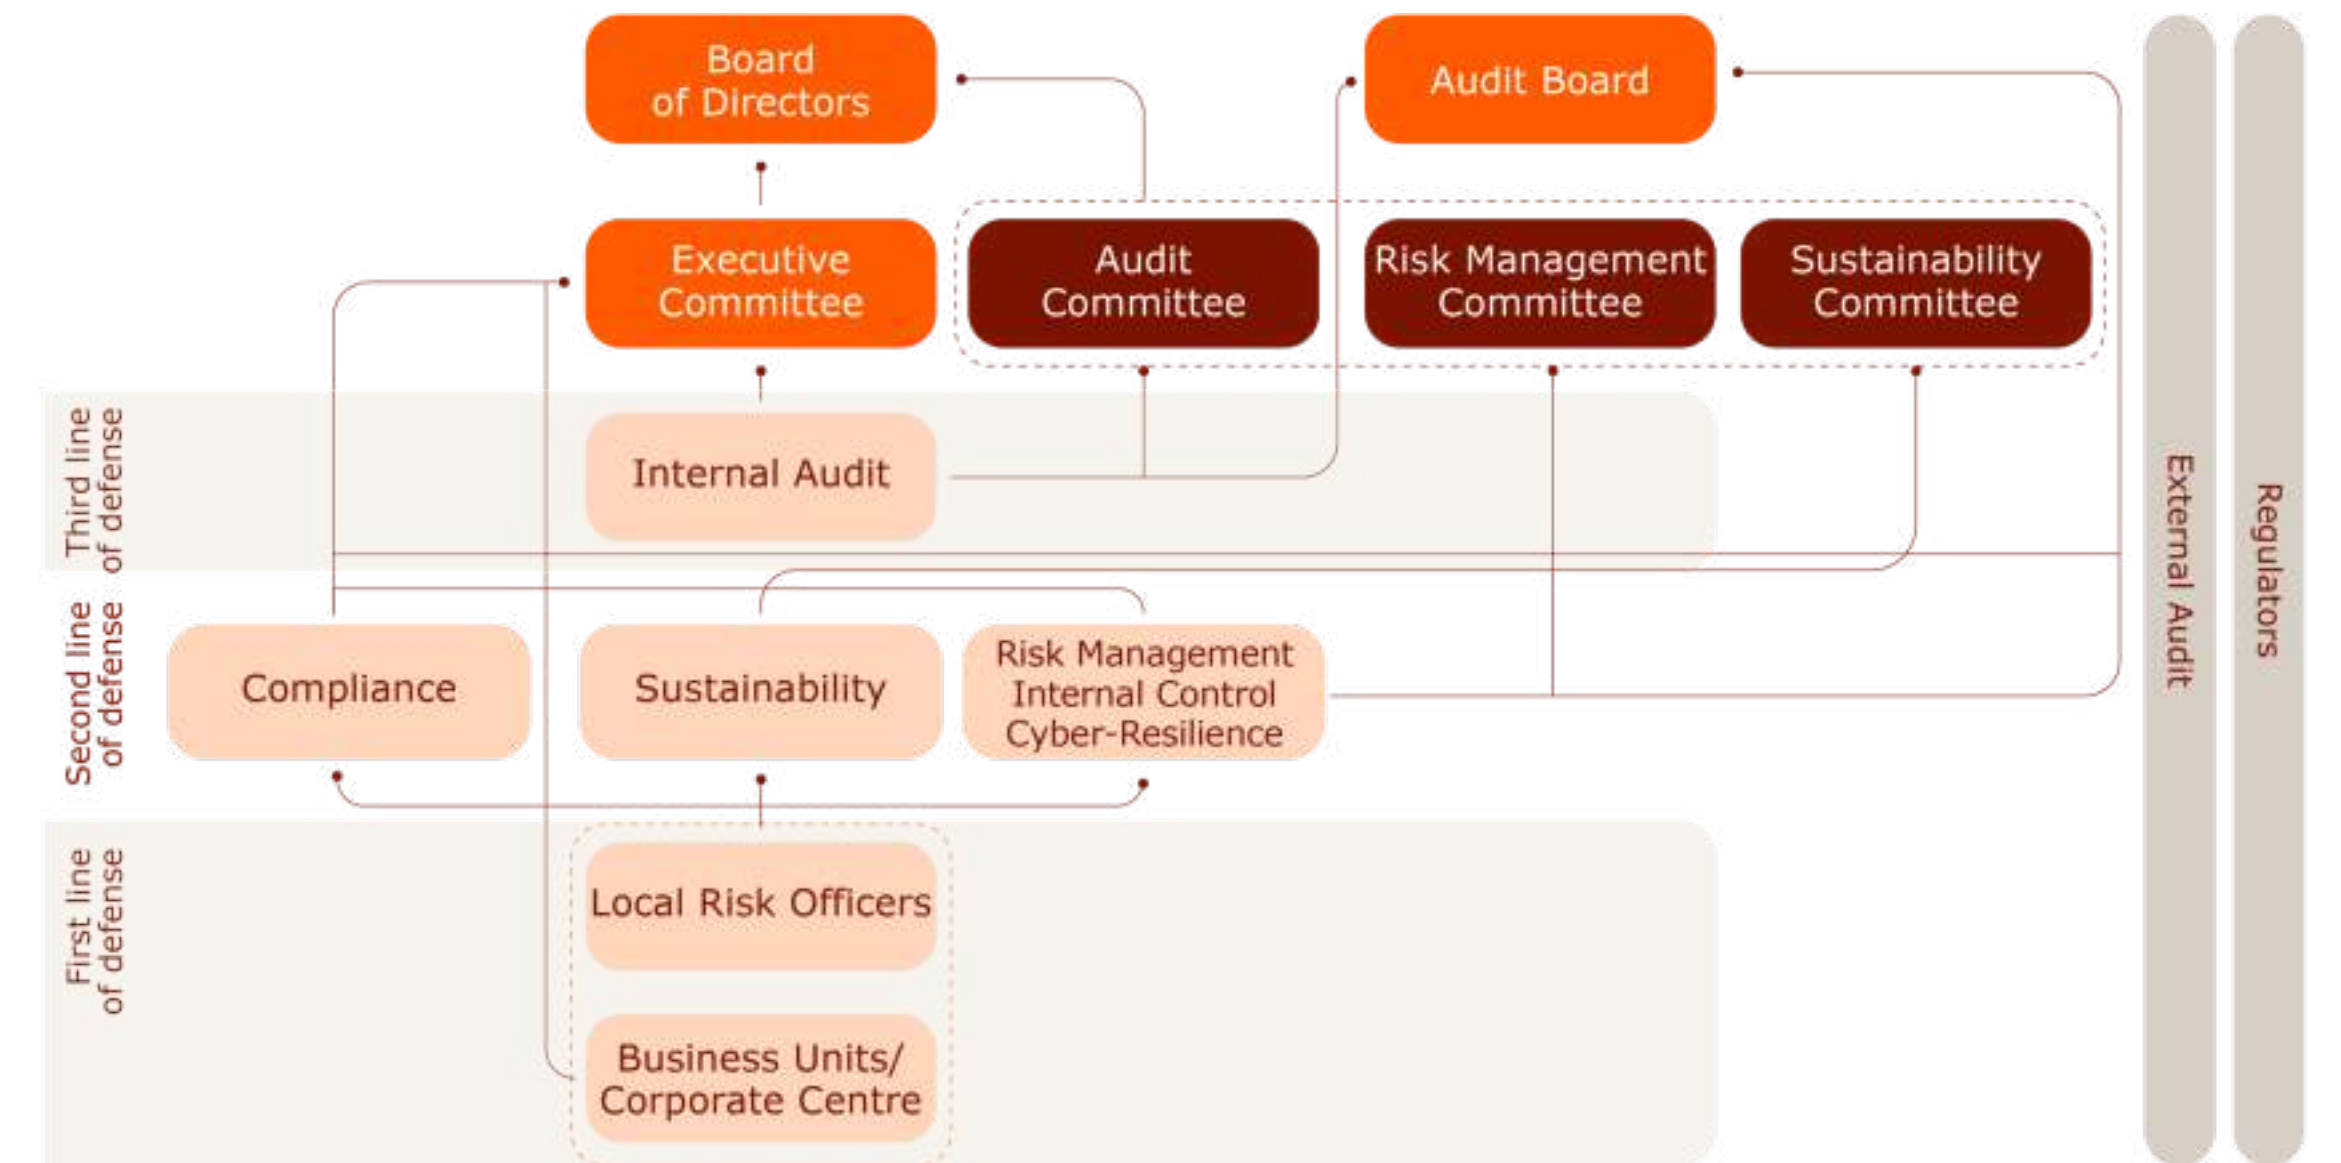 Board
of Directors
Audit Board
Executive
Committee
Audit
Committee
Risk Management
Committee
Sustainability
Committee
Third line
of defense
Internal Audit
Second line
of defense
Compliance
Sustainability
Risk Management
Internal Control
Cyber-Resilience
First line
of defense
Local Risk Officers
Business Units/
Corporate Centre
External Audit
Regulators